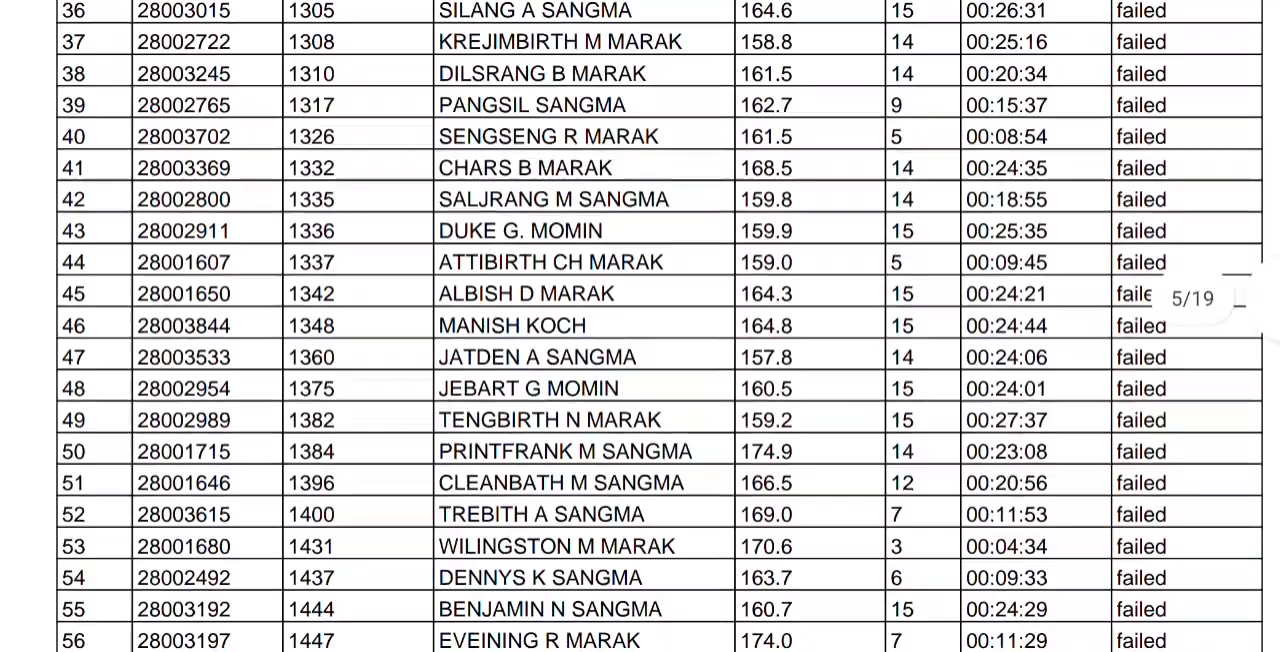 36 28003015 1305 SILANG A SANGMA 164.6 15 00:26:31 failed
37 28002722 1308 KREJIMBIRTH M MARAK 158.8 14 00:25:16 failed
38 28003245 1310 DILSRANG B MARAK 161.5 14 00:20:34 failed
39 28002765 1317 PANGSIL SANGMA 162.7 9 00:15:37 failed
40 28003702 1326 SENGSENG R MARAK 161.5 5 00:08:54 failed
41 28003369 1332 CHARS B MARAK 168.5 14 00:24:35 failed
42 28002800 1335 SALJRANG M SANGMA 159.8 14 00:18:55 failed
43 28002911 1336 DUKE G. MOMIN 159.9 15 00:25:35 failed
44 28001607 1337 ATTIBIRTH CH MARAK 159.0 5 00:09:45 failed
45 28001650 1342 ALBISH D MARAK 164.3 15 00:24:21 faile 5/19
46 28003844 1348 MANISH KOCH 164.8 15 00:24:44 failed
47 28003533 1360 JATDEN A SANGMA 157.8 14 00:24:06 failed
48 28002954 1375 JEBART G MOMIN 160.5 15 00:24:01 failed
49 28002989 1382 TENGBIRTH N MARAK 159.2 15 00:27:37 failed
50 28001715 1384 PRINTFRANK M SANGMA 174.9 14 00:23:08 failed
51 28001646 1396 CLEANBATH M SANGMA 166.5 12 00:20:56 failed
52 28003615 1400 TREBITH A SANGMA 169.0 7 00:11:53 failed
53 28001680 1431 WILINGSTON M MARAK 170.6 3 00:04:34 failed
54 28002492 1437 DENNYS K SANGMA 163.7 6 00:09:33 failed
55 28003192 1444 BENJAMIN N SANGMA 160.7 15 00:24:29 failed
56 28003197 1447 EVEINING R MARAK 174.0 7 00:11:29 failed